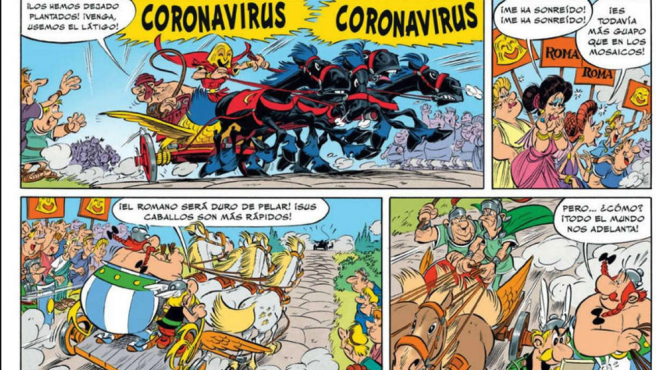 ¡LOS HEMOS DEJADO
PLANTADOS! ¡VENGA,
USEMOS EL LÁTIGO!
CORONAVIRUS
CORONAVIRUS
¡ME HA SONREÍDO!
¡ME HA SONREÍDO!
¡ES
TODAVÍA
MÁS GUAPO
QUE EN LOS
MOSAICOS!
ROMA
ROMA
¡EL ROMANO SERÁ DURO DE PELAR! ¡SUS
CABALLOS SON MÁS RÁPIDOS!
PERO... ¿CÓMO?
¡TODO EL MUNDO
NOS ADELANTA!